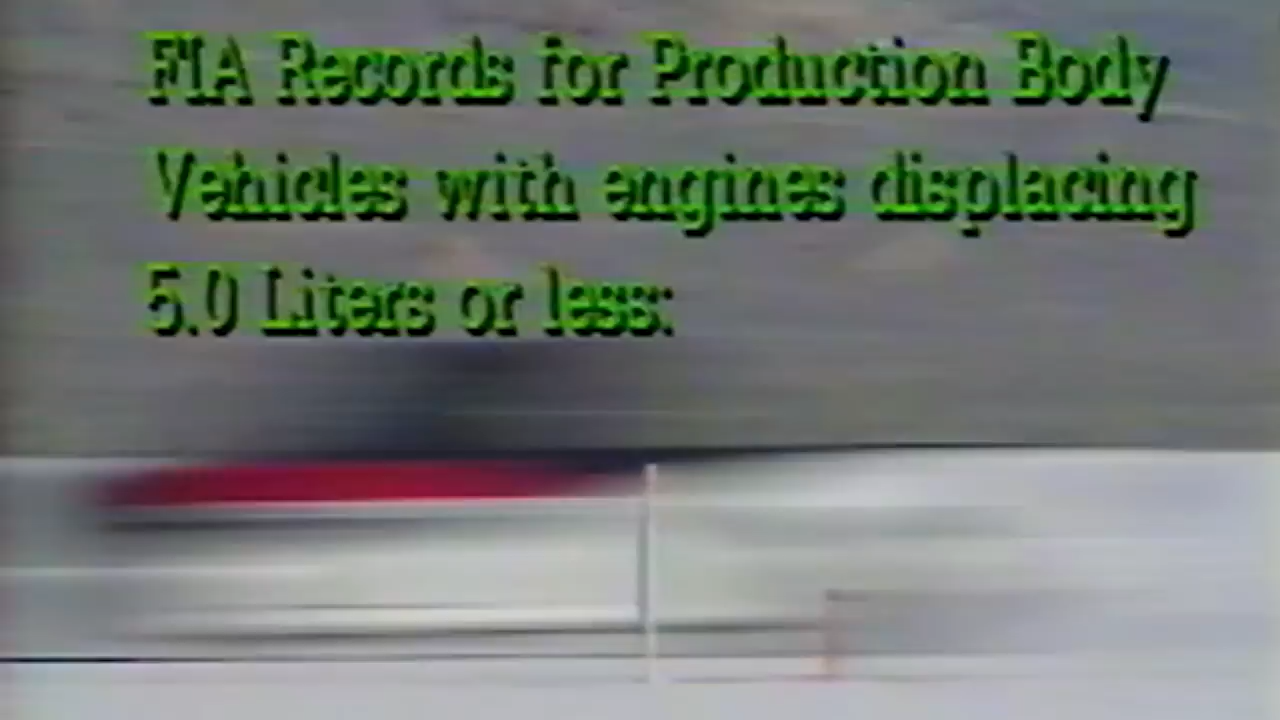 FIA Records for Production Body
Vehicles with engines displacing
5.0 Liters or less: